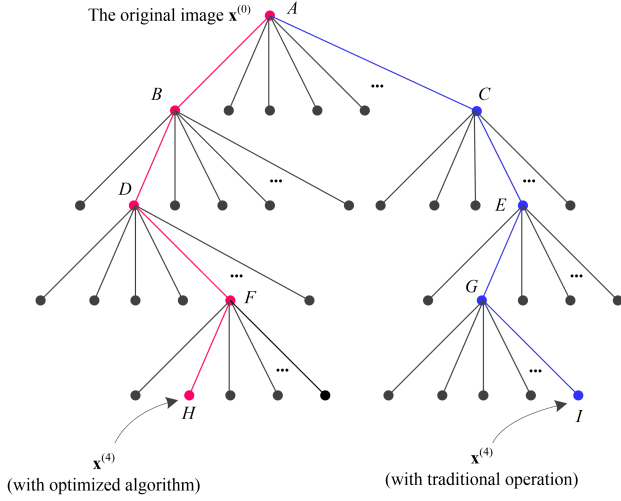 The original image x⁽⁰⁾ A
...
B
C
...
...
D
E
...
...
F
G
...
...
H
I
x⁽⁴⁾
(with optimized algorithm)
x⁽⁴⁾
(with traditional operation)